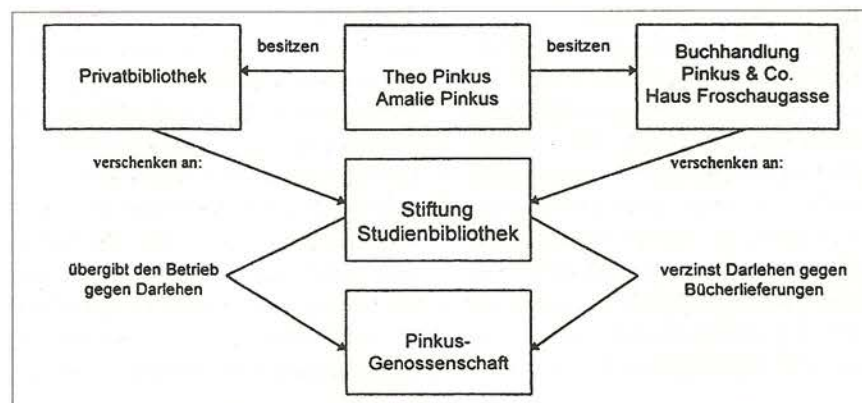 besitzen
besitzen
Privatbibliothek
Theo Pinkus
Amalie Pinkus
Buchhandlung
Pinkus & Co.
Haus Froschaugasse
verschenken an:
verschenken an:
Stiftung
Studienbibliothek
übergibt den Betrieb
gegen Darlehen
verzinst Darlehen gegen
Bücherlieferungen
Pinkus-
Genossenschaft